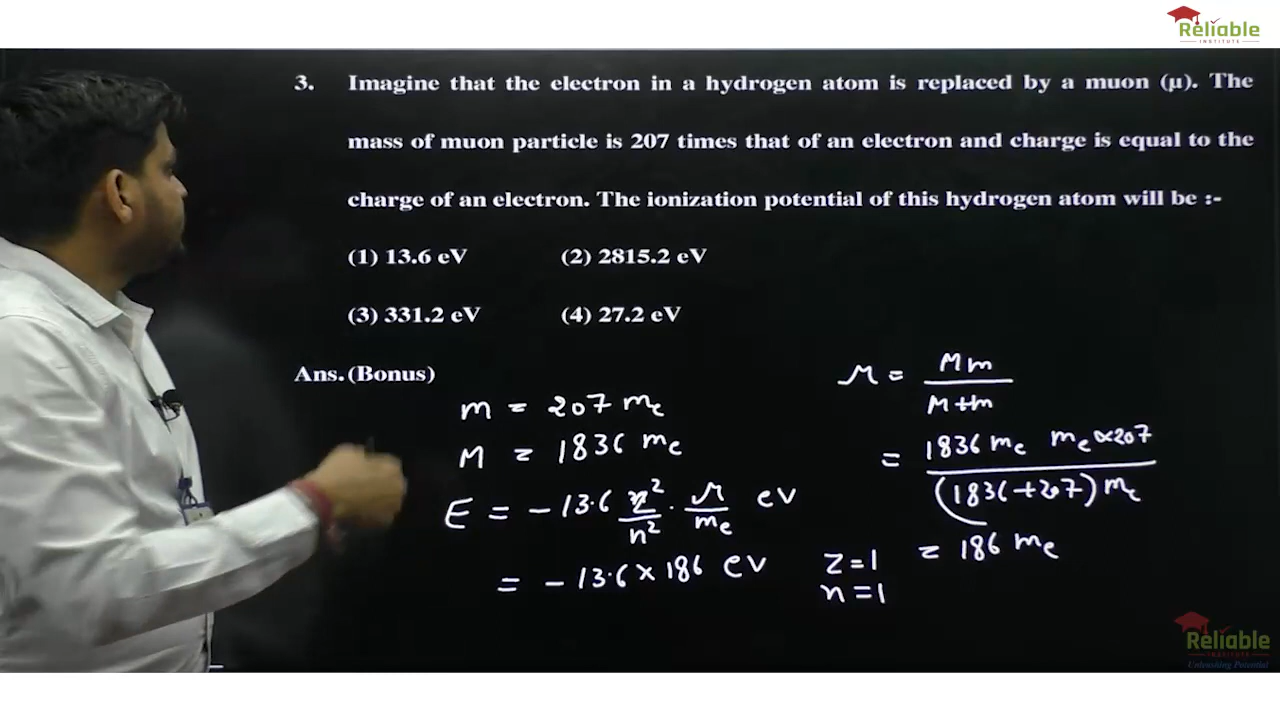 Reliable
INSTITUTE
3. Imagine that the electron in a hydrogen atom is replaced by a muon (μ). The
mass of muon particle is 207 times that of an electron and charge is equal to the
charge of an electron. The ionization potential of this hydrogen atom will be :-
(1) 13.6 eV (2) 2815.2 eV
(3) 331.2 eV (4) 27.2 eV
Ans. (Bonus)
m = 207 me
M = 1836 me
E = - 13.6 z²/n² · μ/me eV
= - 13.6 × 186 eV
z = 1
n = 1
μ = Mm/M+m
= 1836 me me × 207/(1836+207) me
= 186 me
Reliable
INSTITUTE
Unleashing Potential